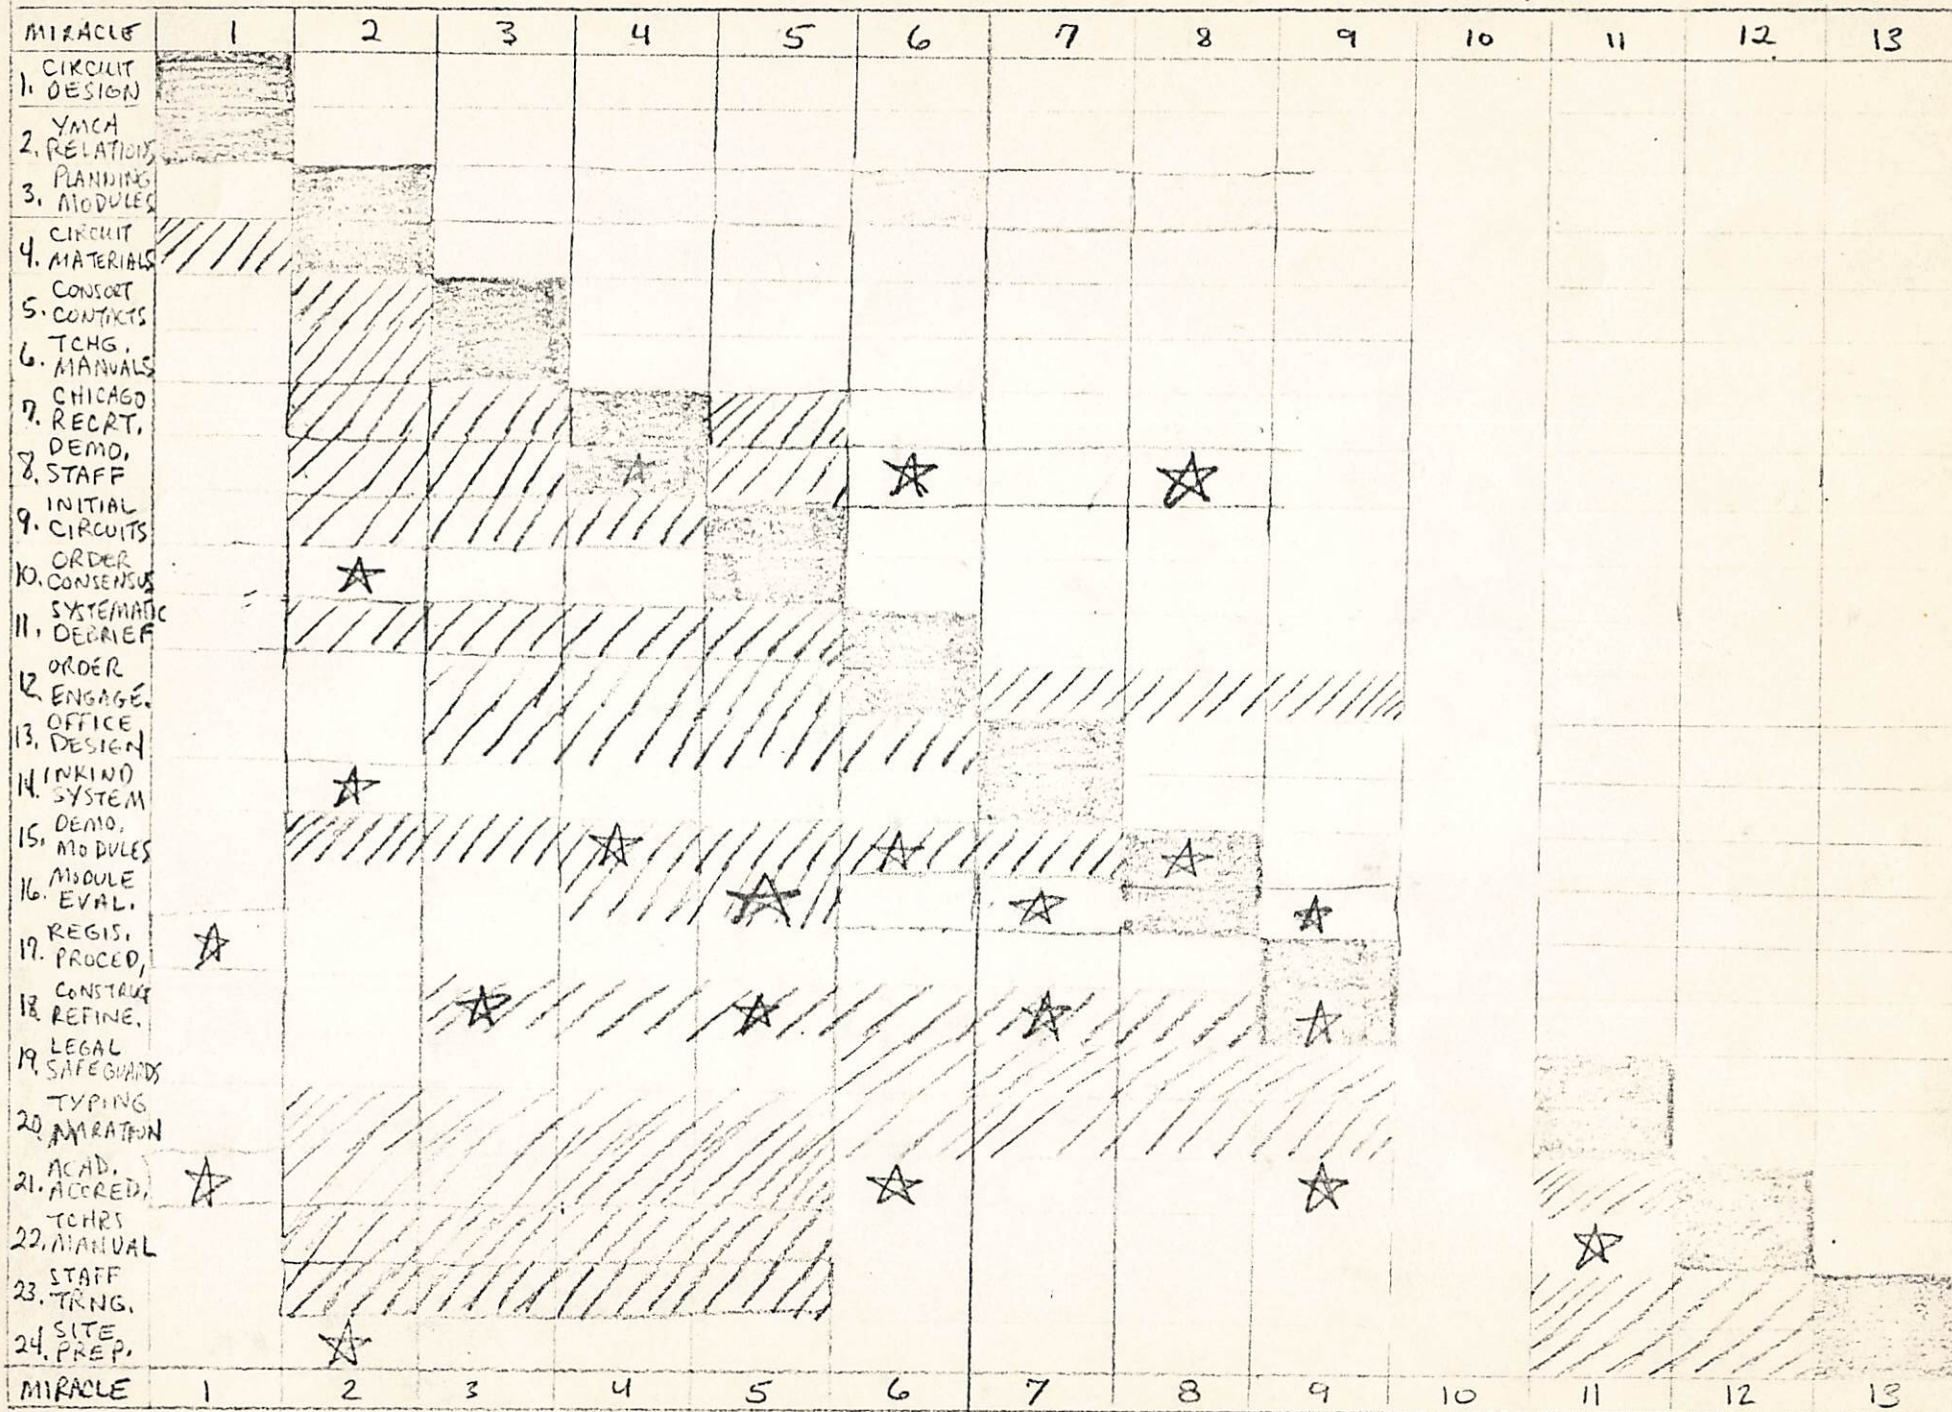 MIRACLE 1 2 3 4 5 6 7 8 9 10 11 12 13
CIRCUIT
1. DESIGN
YMCA
2. RELATIONS
PLANNING
3. MODULES
CIRCUIT
4. MATERIALS
CONSORT
5. CONTACTS
TCHG.
6. MANUALS
CHICAGO
7. RECRT.
DEMO.
8. STAFF
INITIAL
9. CIRCUITS
ORDER
10. CONSENSUS
SYSTEMATIC
11. DEBRIEF
ORDER
12. ENGAGE.
OFFICE
13. DESIGN
INKIND
14. SYSTEM
DEMO.
15. MODULES
MODULE
16. EVAL.
REGIS.
17. PROCED,
CONSTRUCT
18. REFINE.
LEGAL
19. SAFEGUARDS
TYPING
20. MARATHON
ACAD.
21. ACCRED.
TCHRS
22. MANUAL
STAFF
23. TRNG.
SITE
24. PREP.
MIRACLE 1 2 3 4 5 6 7 8 9 10 11 12 13